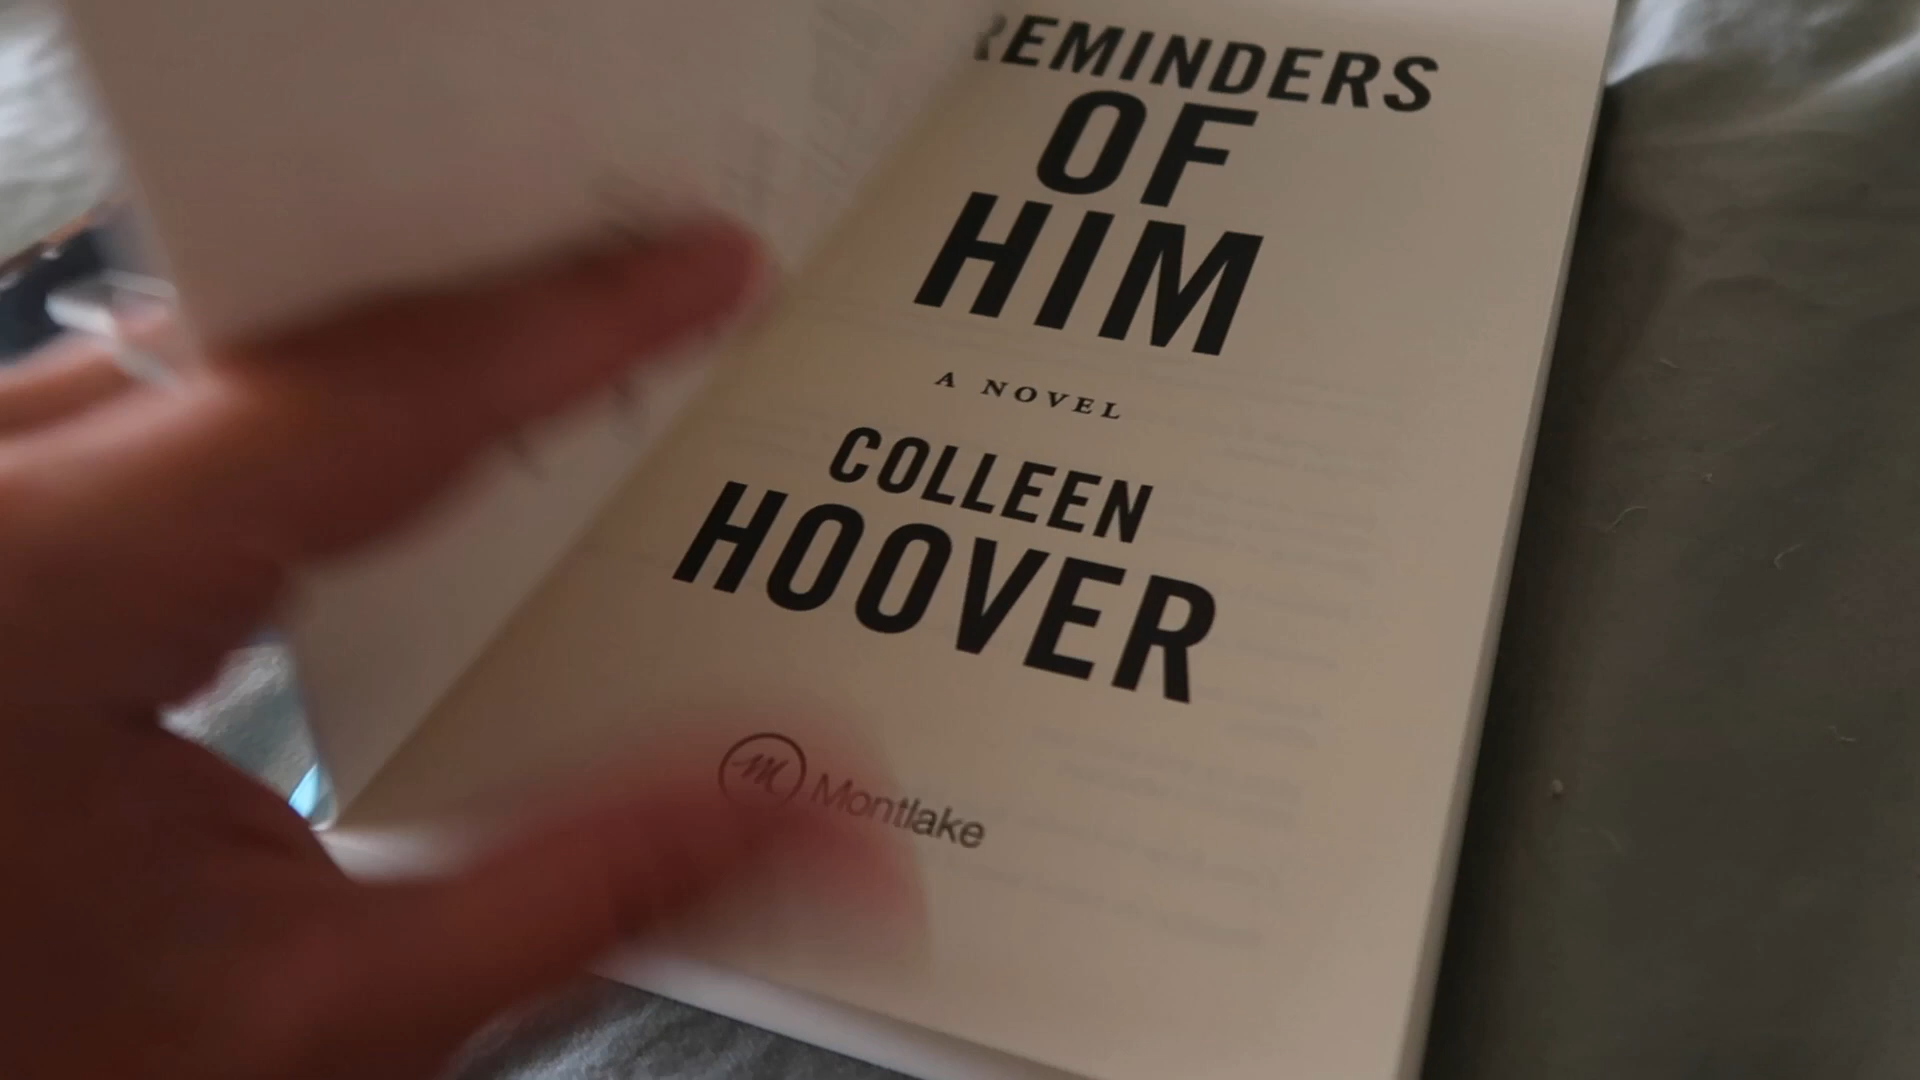 REMINDERS
OF
HIM
A NOVEL
COLLEEN
HOOVER
m Montlake